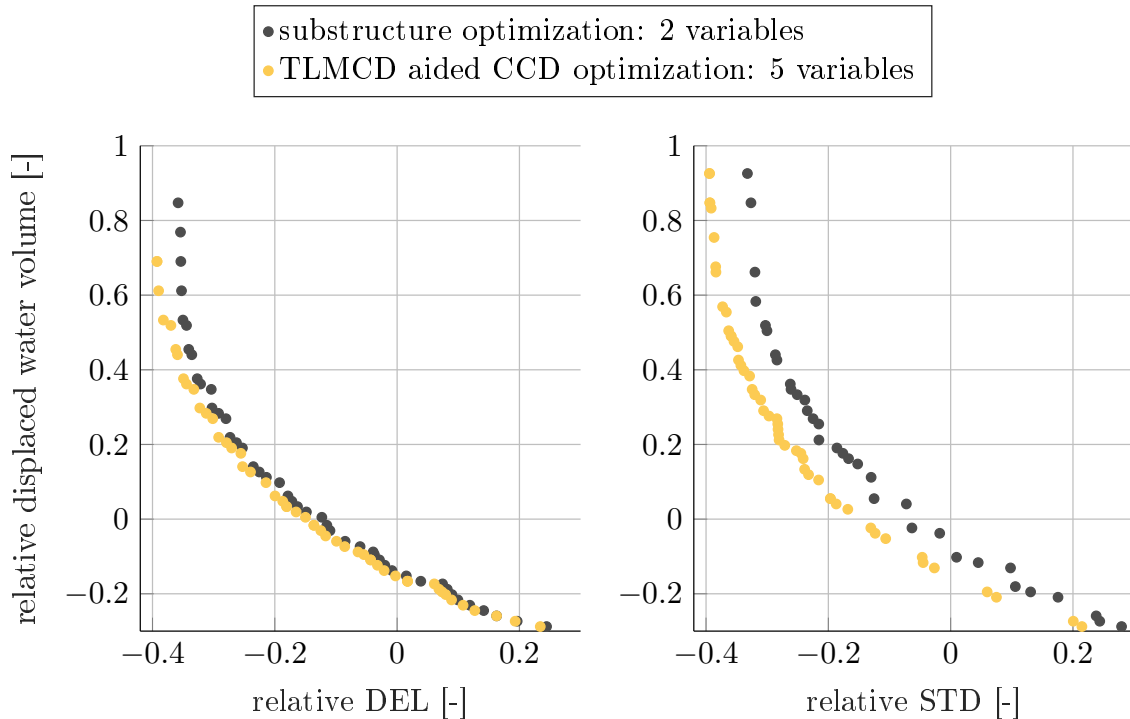 substructure optimization: 2 variables
TLMCD aided CCD optimization: 5 variables
relative displaced water volume [-]
1
0.8
0.6
0.4
0.2
0
−0.2
−0.4 −0.2 0 0.2
relative DEL [-]
1
0.8
0.6
0.4
0.2
0
−0.2
−0.4 −0.2 0 0.2
relative STD [-]